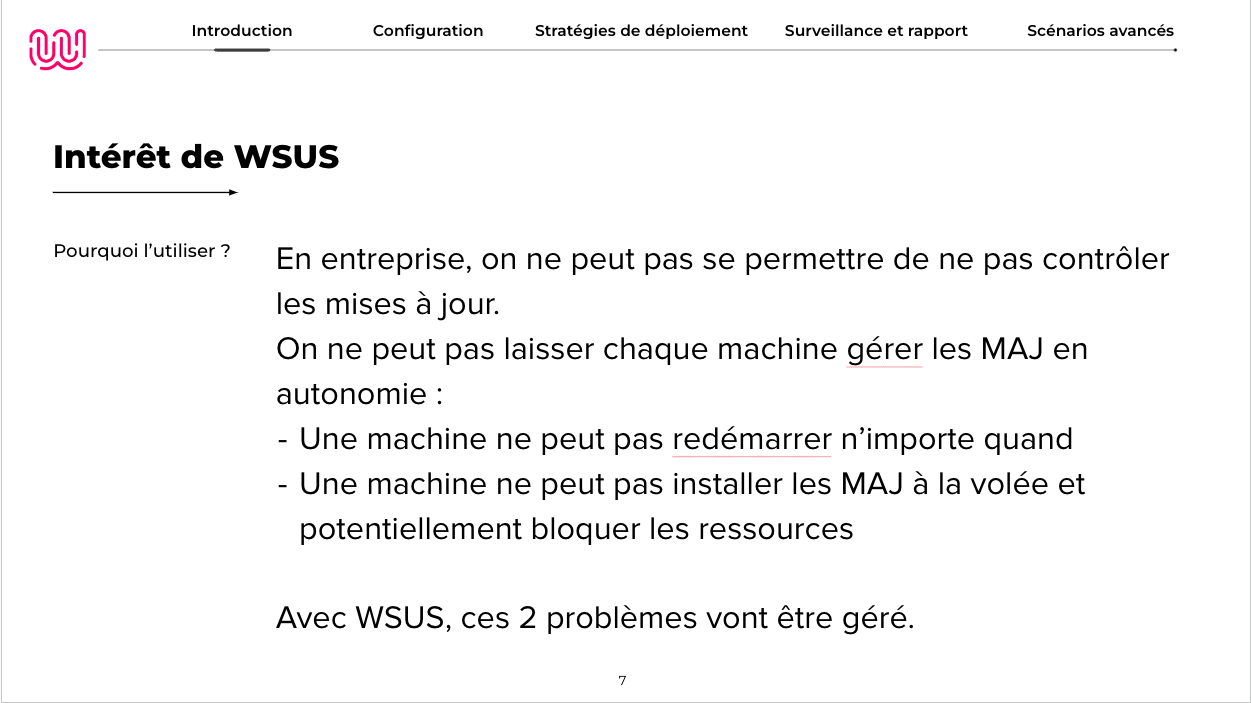 Introduction Configuration Stratégies de déploiement Surveillance et rapport Scénarios avancés
Intérêt de WSUS
Pourquoi l’utiliser ?
En entreprise, on ne peut pas se permettre de ne pas contrôler
les mises à jour.
On ne peut pas laisser chaque machine gérer les MAJ en
autonomie :
- Une machine ne peut pas redémarrer n’importe quand
- Une machine ne peut pas installer les MAJ à la volée et
potentiellement bloquer les ressources
Avec WSUS, ces 2 problèmes vont être géré.
7